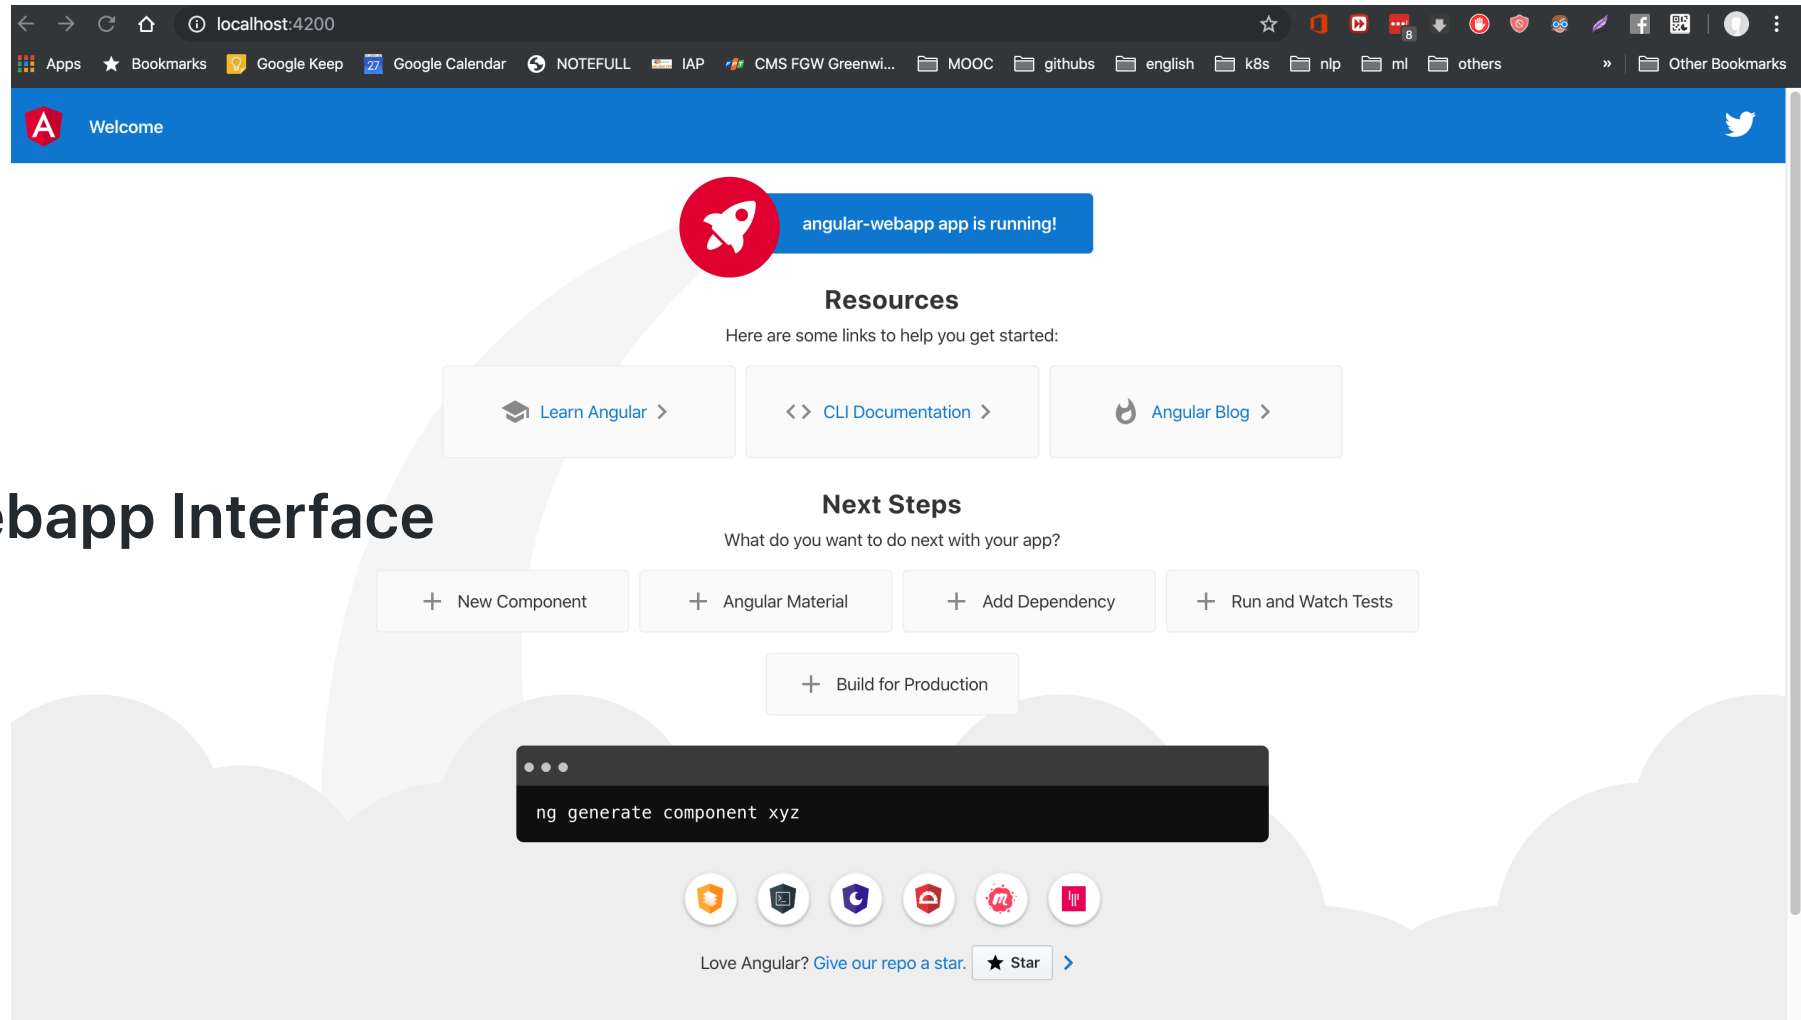 localhost:4200
8
Apps Bookmarks Google Keep 27 Google Calendar NOTEFULL IAP CMS FGW Greenwi... MOOC githubs english k8s nlp ml others » Other Bookmarks
A Welcome
angular-webapp app is running!
Resources
Here are some links to help you get started:
Learn Angular
CLI Documentation
Angular Blog
ebapp Interface
Next Steps
What do you want to do next with your app?
New Component
Angular Material
Add Dependency
Run and Watch Tests
Build for Production
ng generate component xyz
Love Angular? Give our repo a star. Star